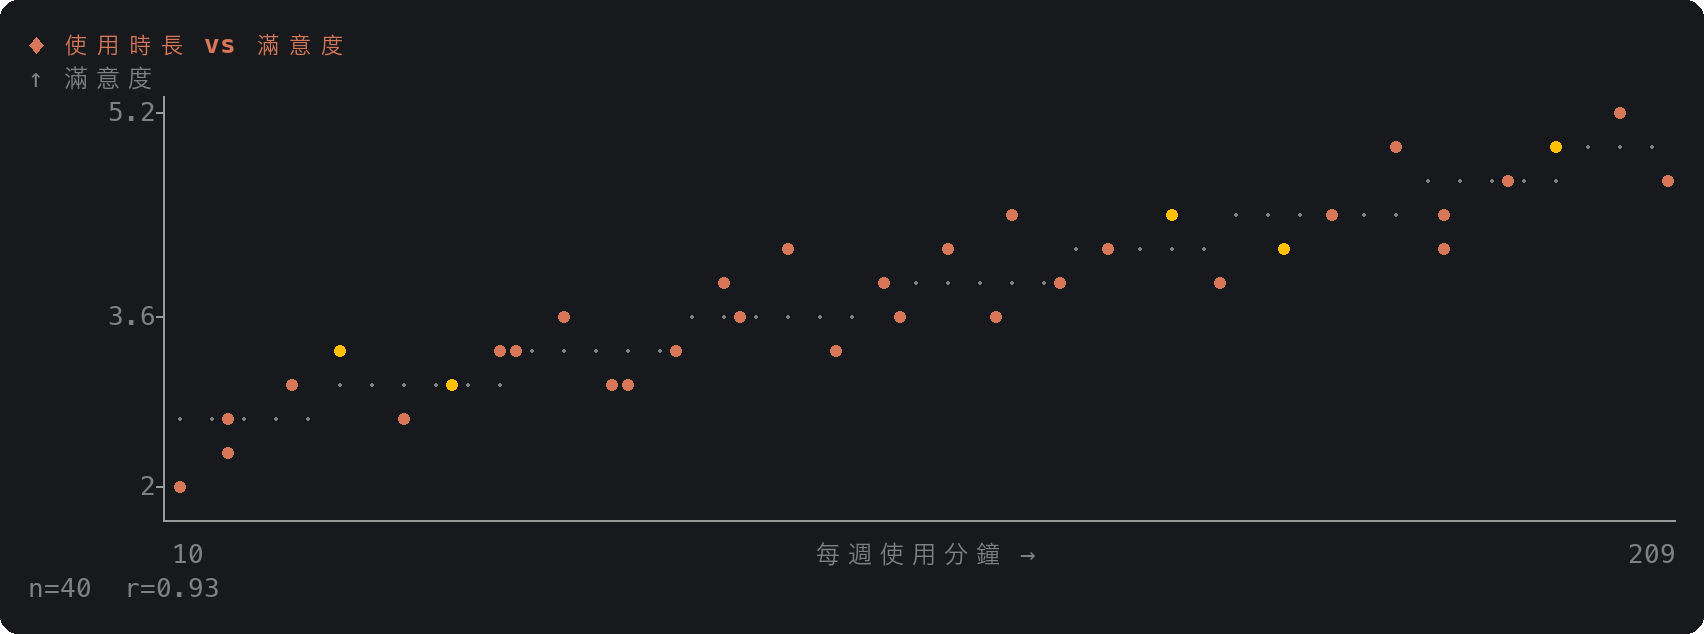 ♦ 使用時長 vs 滿意度
↑ 滿意度
5.2
3.6
2
10 每週使用分鐘 → 209
n=40 r=0.93